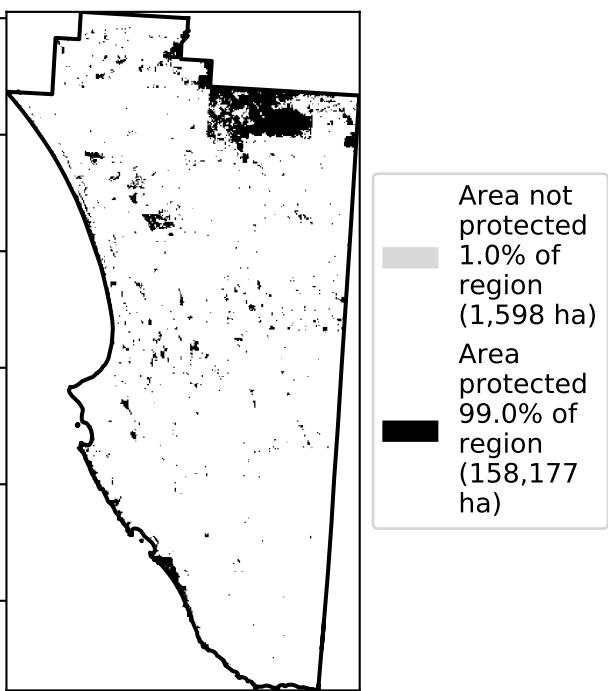 Area not
protected
1.0% of
region
(1,598 ha)
Area
protected
99.0% of
region
(158,177
ha)